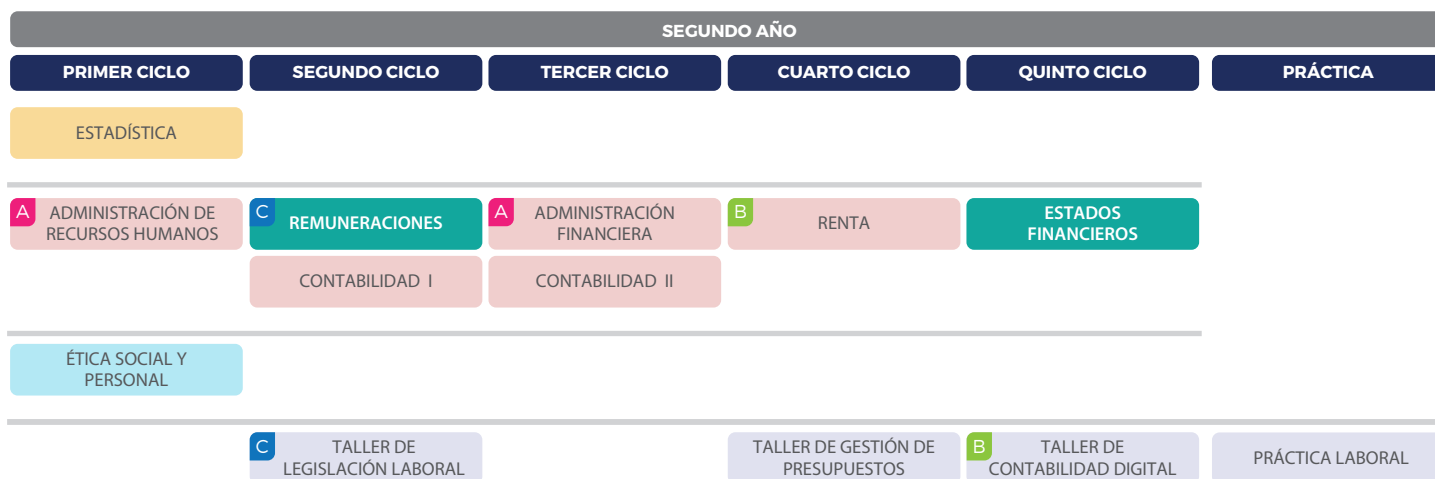 SEGUNDO AÑO
PRIMER CICLO SEGUNDO CICLO TERCER CICLO CUARTO CICLO QUINTO CICLO PRÁCTICA
ESTADÍSTICA
A ADMINISTRACIÓN DE
RECURSOS HUMANOS
C REMUNERACIONES
A ADMINISTRACIÓN
FINANCIERA
B RENTA
ESTADOS
FINANCIEROS
CONTABILIDAD I
CONTABILIDAD II
ÉTICA SOCIAL Y
PERSONAL
C TALLER DE
LEGISLACIÓN LABORAL
TALLER DE GESTIÓN DE
PRESUPUESTOS
B TALLER DE
CONTABILIDAD DIGITAL
PRÁCTICA LABORAL